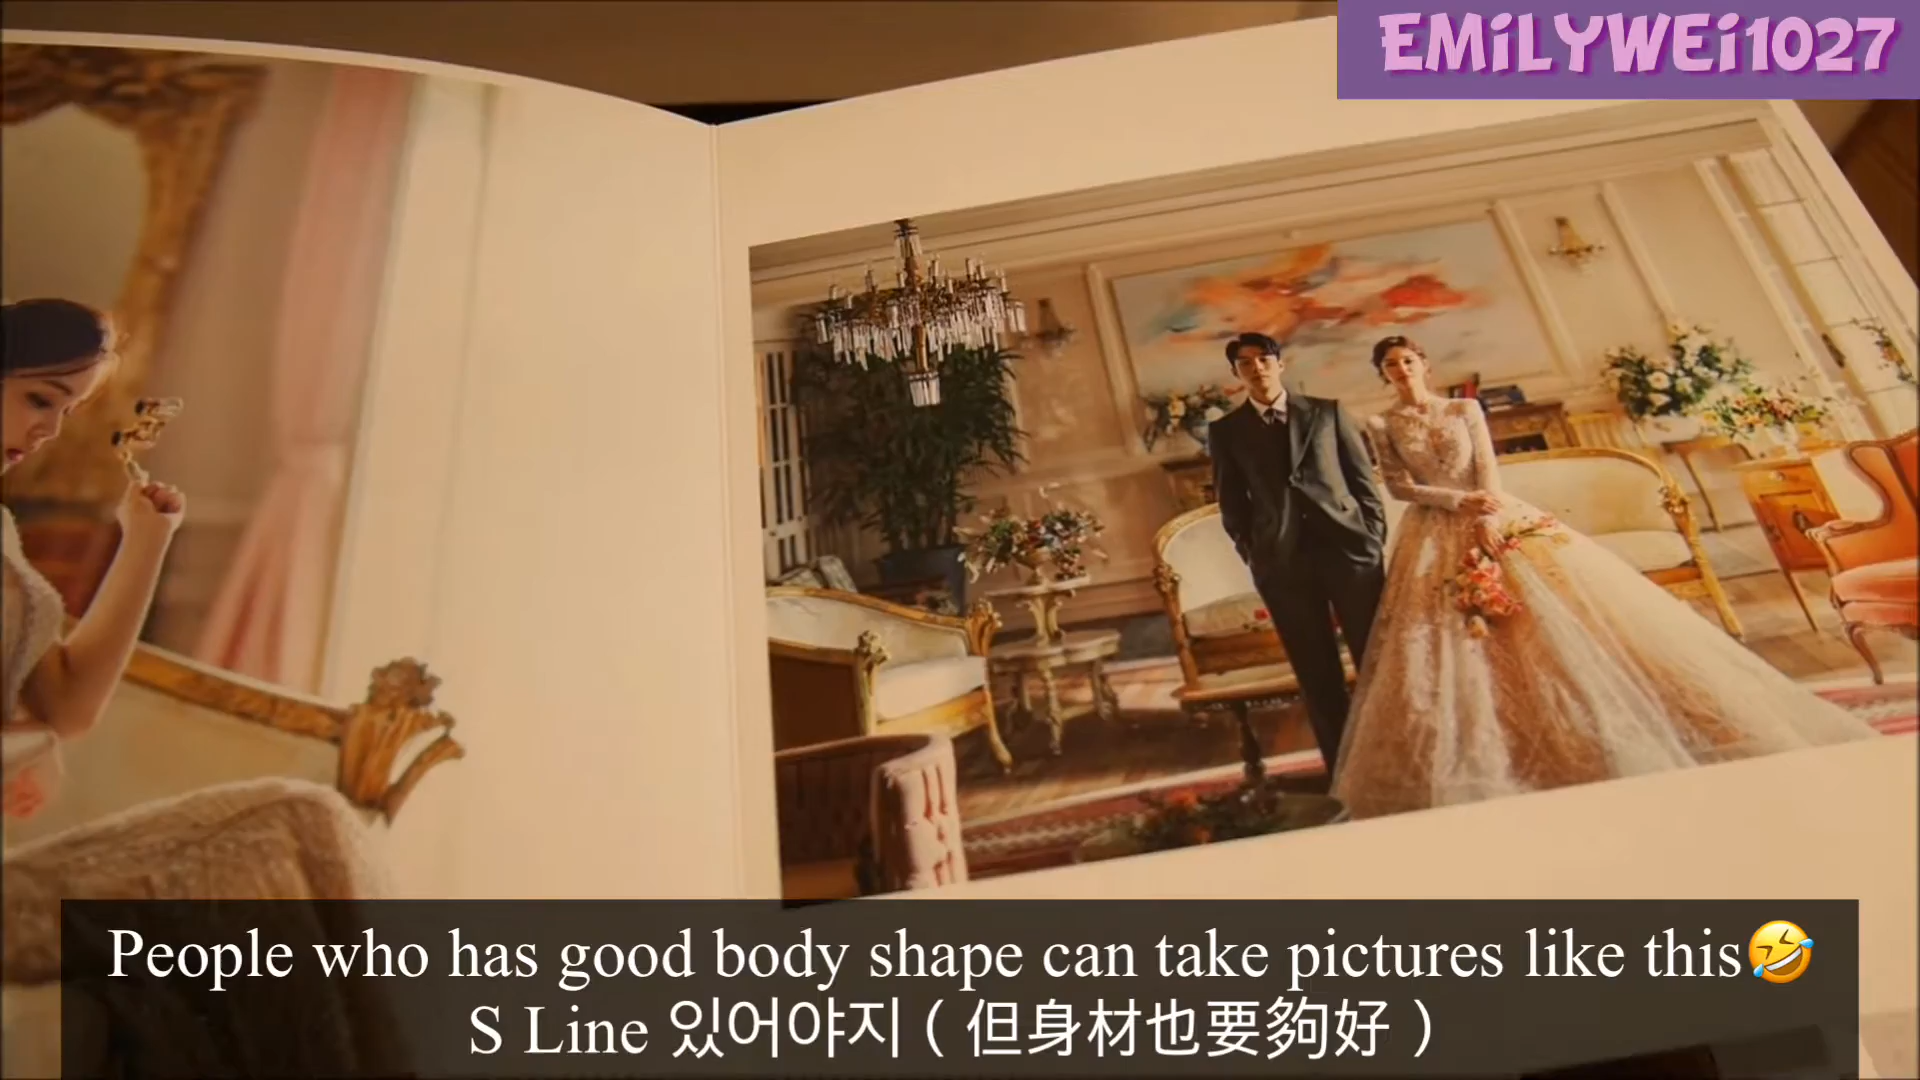 EMiLYWEi1027
People who has good body shape can take pictures like this🤣
S Line 있어야지（但身材也要夠好）